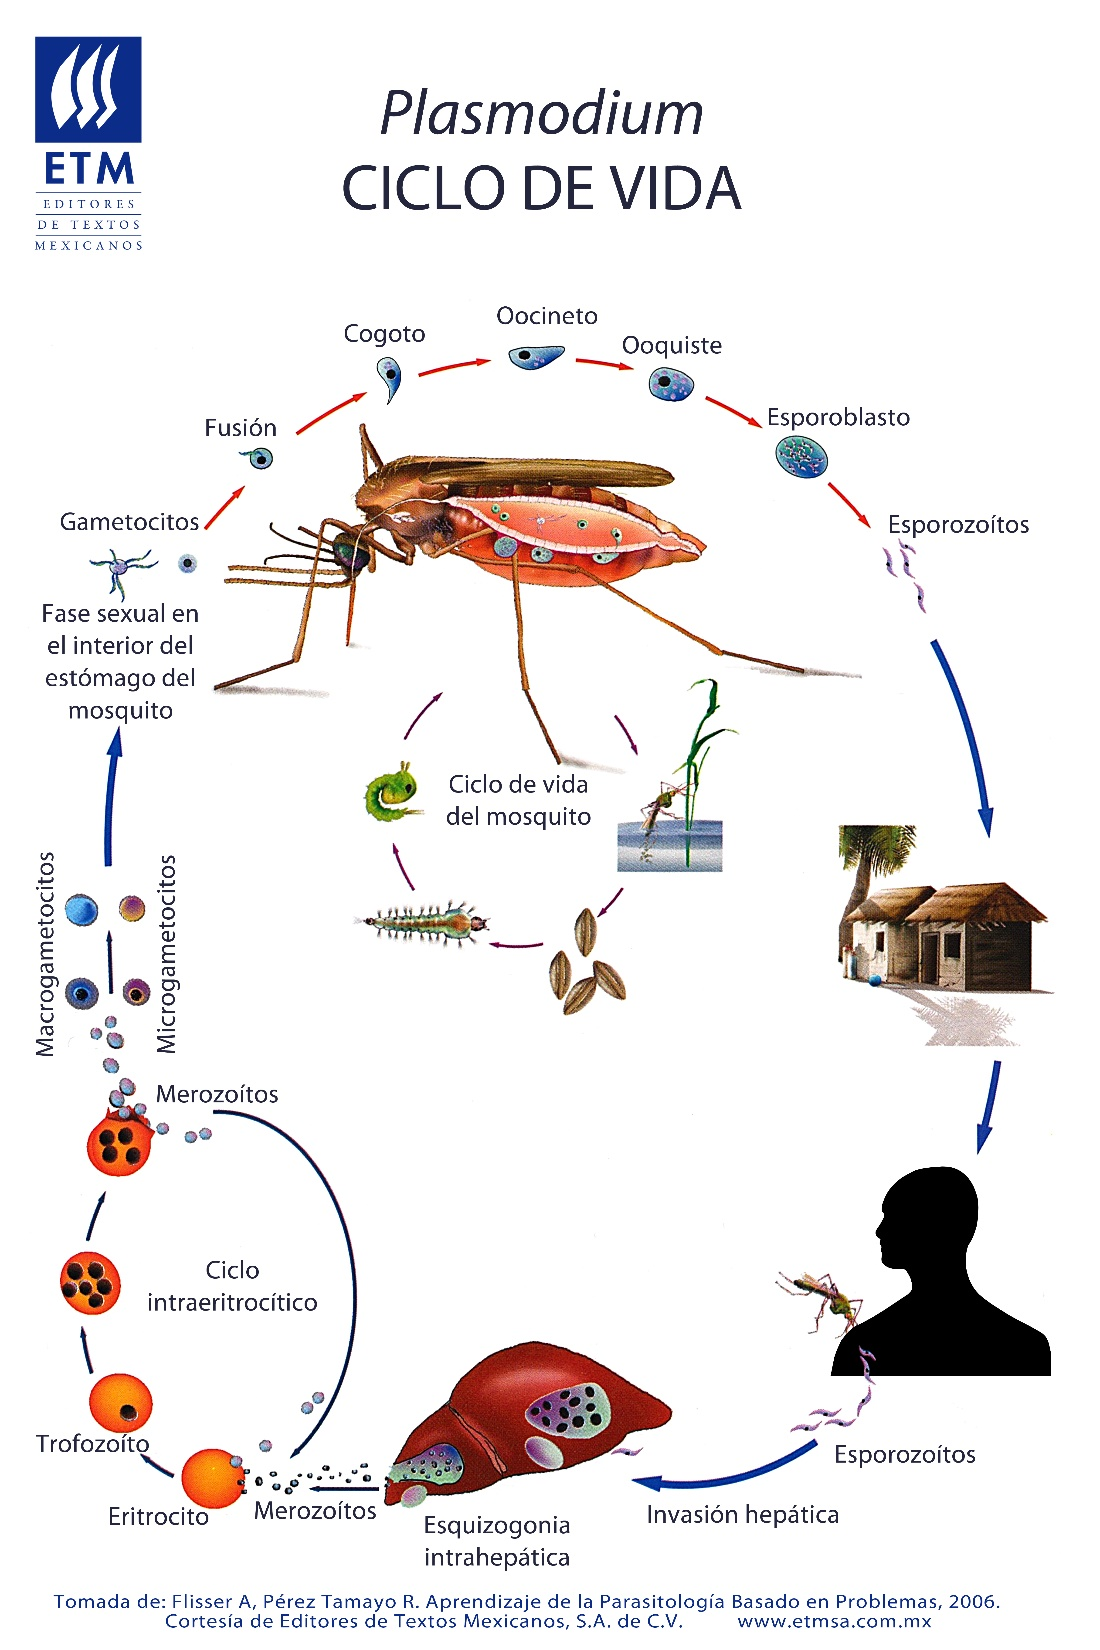 ETM
EDITORES
DE TEXTOS
MEXICANOS
Plasmodium
CICLO DE VIDA
Oocineto
Cogoto
Ooquiste
Fusión
Esporoblasto
Gametocitos
Esporozoítos
Fase sexual en
el interior del
estómago del
mosquito
Ciclo de vida
del mosquito
Macrogametocitos
Microgametocitos
Merozoítos
Ciclo
intraeritrocítico
Trofozoíto
Eritrocito
Merozoítos
Esquizogonia
intrahepática
Invasión hepática
Esporozoítos
Tomada de: Flisser A, Pérez Tamayo R. Aprendizaje de la Parasitología Basado en Problemas, 2006.
Cortesía de Editores de Textos Mexicanos, S.A. de C.V. www.etmsa.com.mx